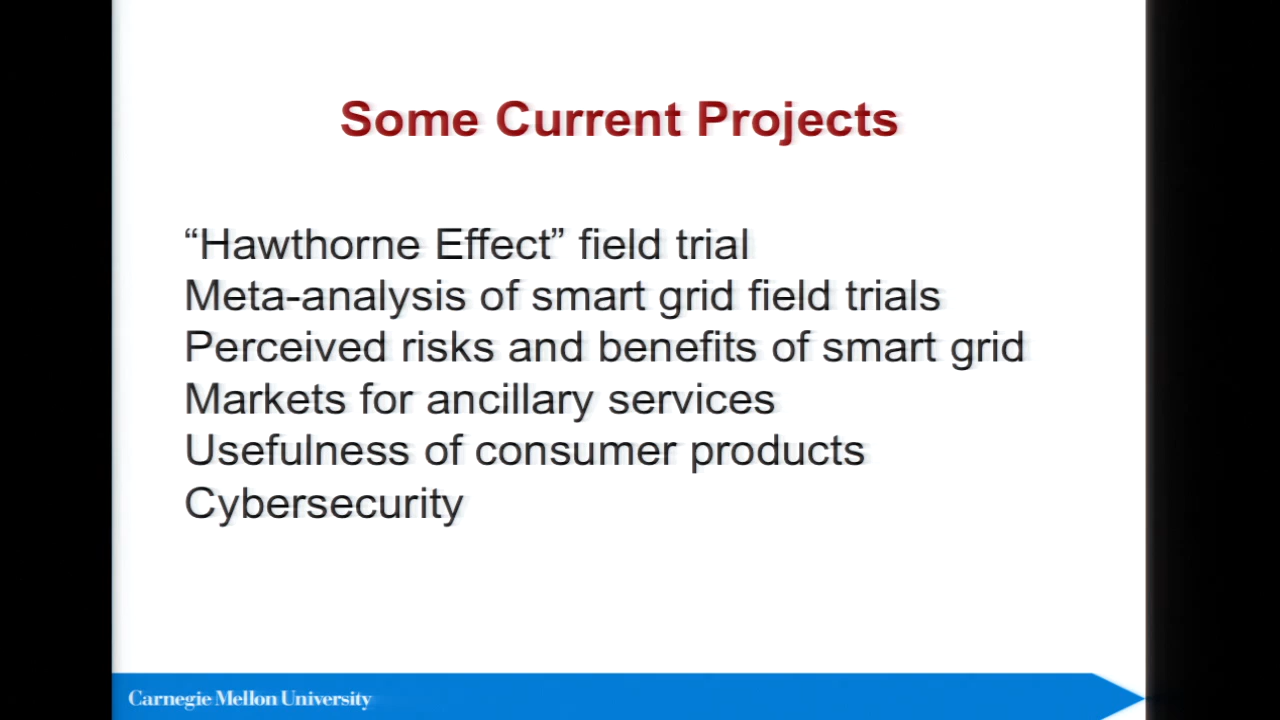 Some Current Projects
“Hawthorne Effect” field trial
Meta-analysis of smart grid field trials
Perceived risks and benefits of smart grid
Markets for ancillary services
Usefulness of consumer products
Cybersecurity
Carnegie Mellon University